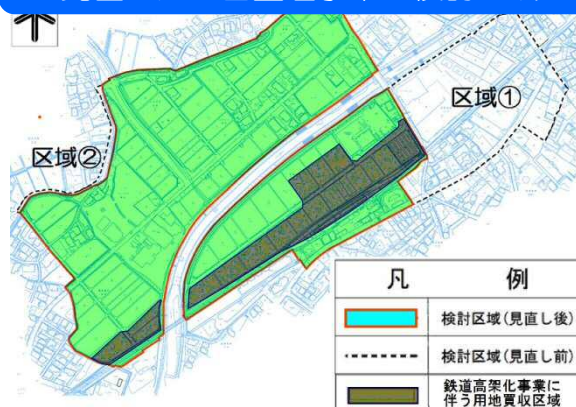 区域①
区域②
凡 例
検討区域(見直し後)
検討区域(見直し前)
鉄道高架化事業に
伴う用地買収区域